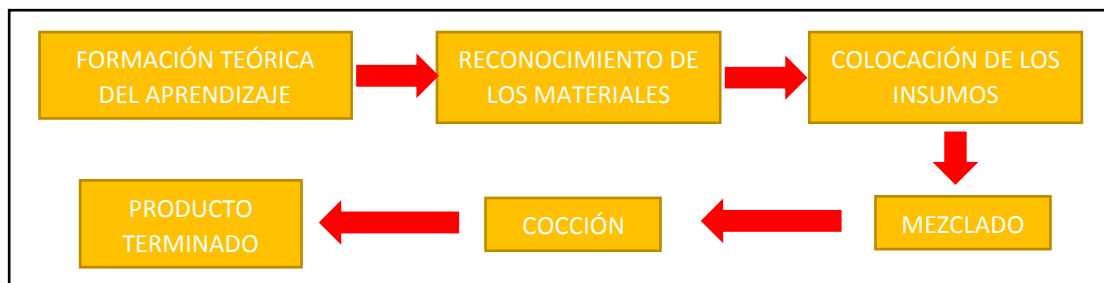 FORMACIÓN TEÓRICA
DEL APRENDIZAJE
RECONOCIMIENTO DE
LOS MATERIALES
COLOCACIÓN DE LOS
INSUMOS
MEZCLADO
COCCIÓN
PRODUCTO
TERMINADO